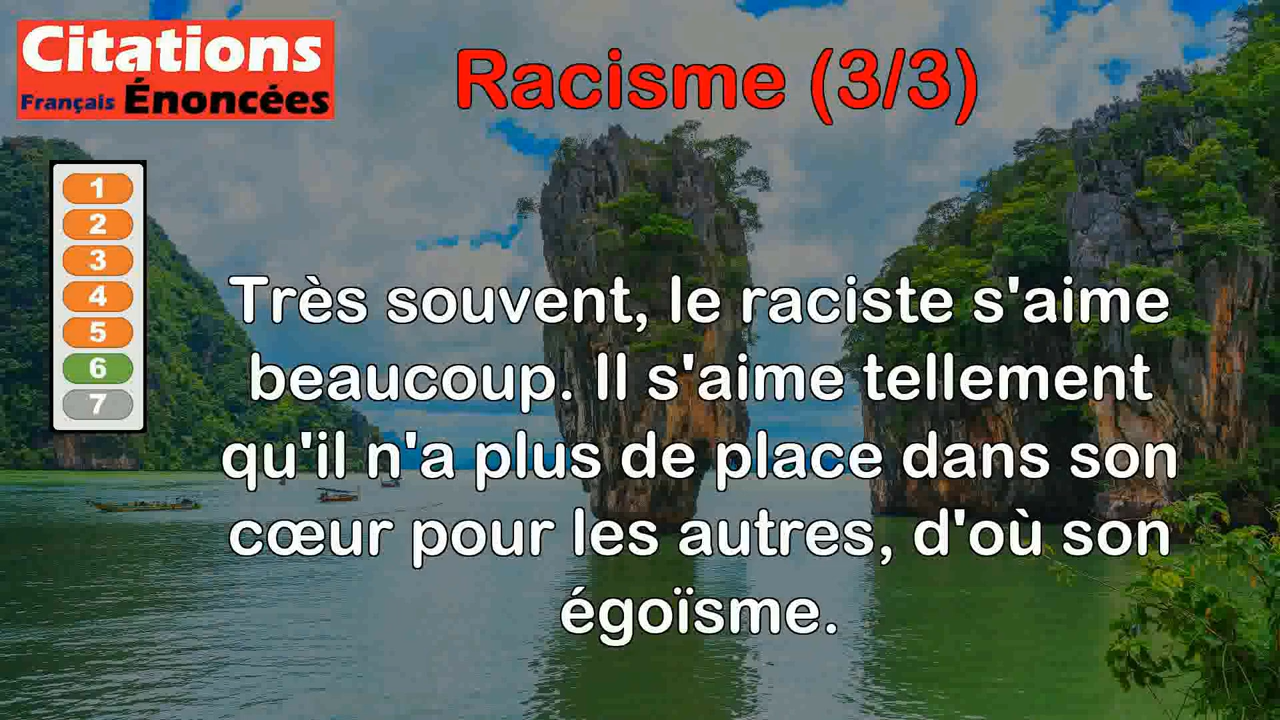 Citations
Français Énoncées
Racisme (3/3)
1
2
3
4
5
6
7
Très souvent, le raciste s'aime
beaucoup. Il s'aime tellement
qu'il n'a plus de place dans son
cœur pour les autres, d'où son
égoïsme.